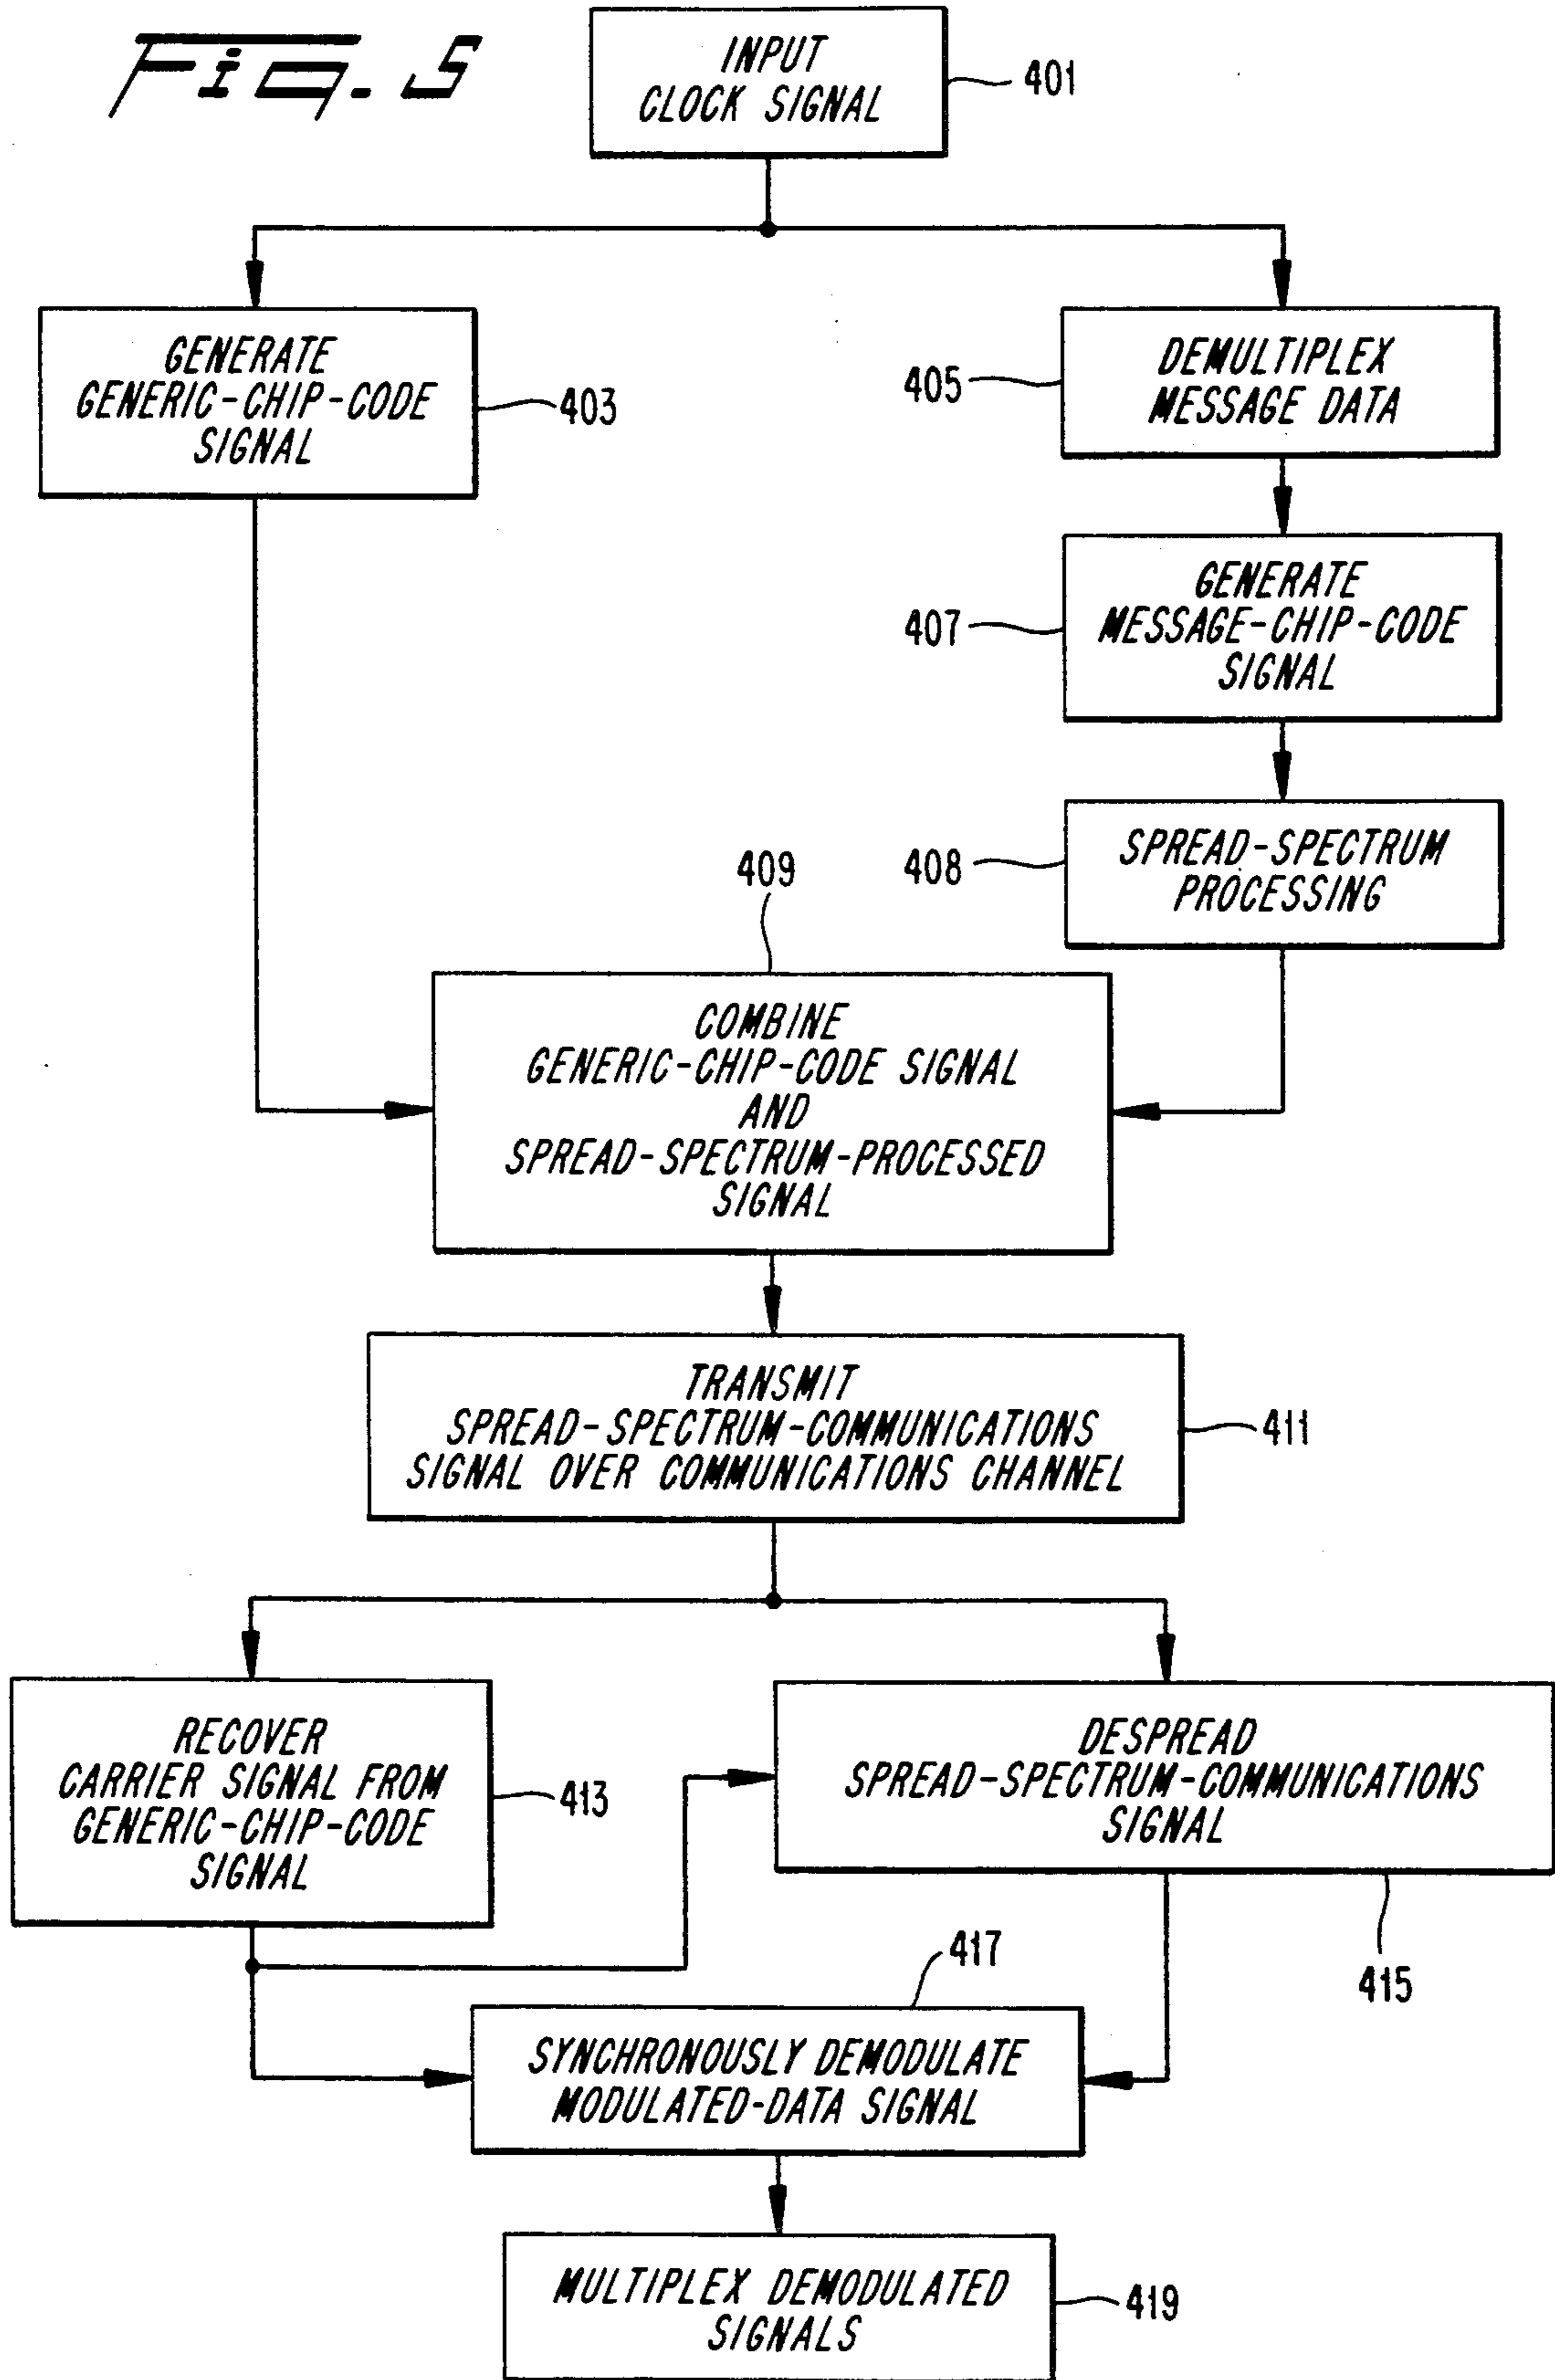 Fig. 5
INPUT
CLOCK SIGNAL
401
GENERATE
GENERIC-CHIP-CODE
SIGNAL
403
405
DEMULTIPLEX
MESSAGE DATA
407
GENERATE
MESSAGE-CHIP-CODE
SIGNAL
408
SPREAD-SPECTRUM
PROCESSING
409
COMBINE
GENERIC-CHIP-CODE SIGNAL
AND
SPREAD-SPECTRUM-PROCESSED
SIGNAL
TRANSMIT
SPREAD-SPECTRUM-COMMUNICATIONS
SIGNAL OVER COMMUNICATIONS CHANNEL
411
RECOVER
CARRIER SIGNAL FROM
GENERIC-CHIP-CODE
SIGNAL
413
DESPREAD
SPREAD-SPECTRUM-COMMUNICATIONS
SIGNAL
415
417
SYNCHRONOUSLY DEMODULATE
MODULATED-DATA SIGNAL
MULTIPLEX DEMODULATED
SIGNALS
419